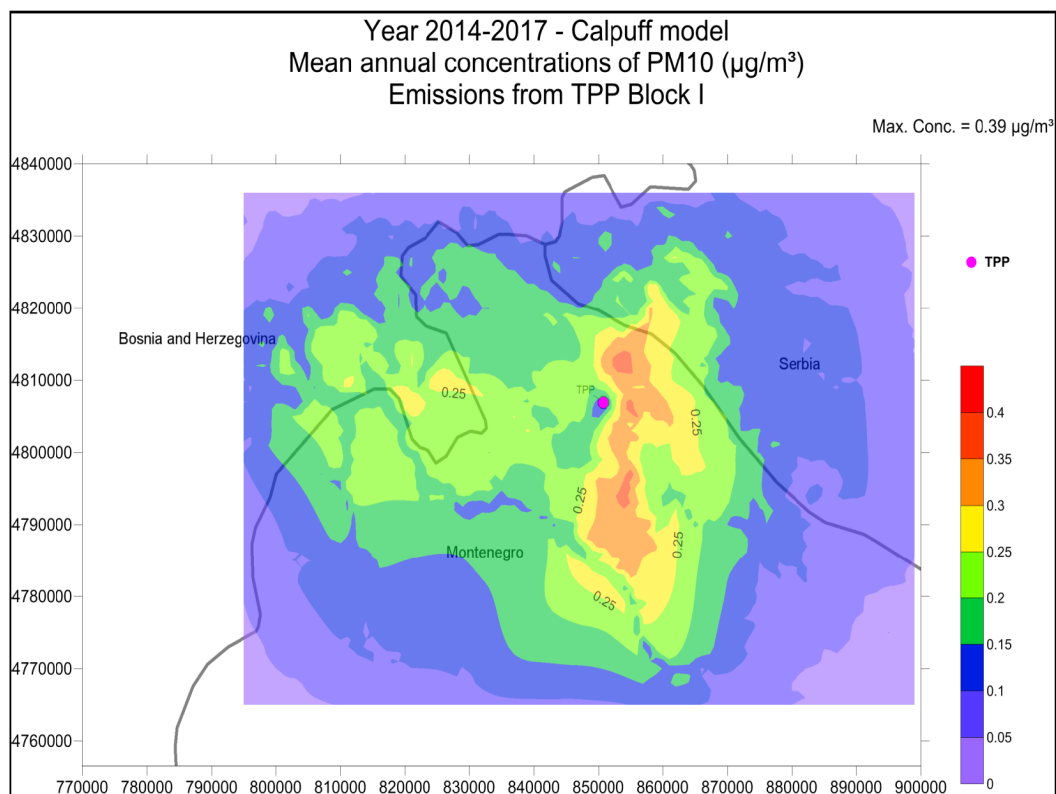 Year 2014-2017 - Calpuff model
Mean annual concentrations of PM10 (µg/m³)
Emissions from TPP Block I
Max. Conc. = 0.39 µg/m³
4840000
4830000
4820000
4810000
4800000
4790000
4780000
4770000
4760000
770000 780000 790000 800000 810000 820000 830000 840000 850000 860000 870000 880000 890000 900000
Bosnia and Herzegovina
Serbia
Montenegro
TPP
0.25
0.25
0.25
0.25
0.25
TPP
0.4
0.35
0.3
0.25
0.2
0.15
0.1
0.05
0